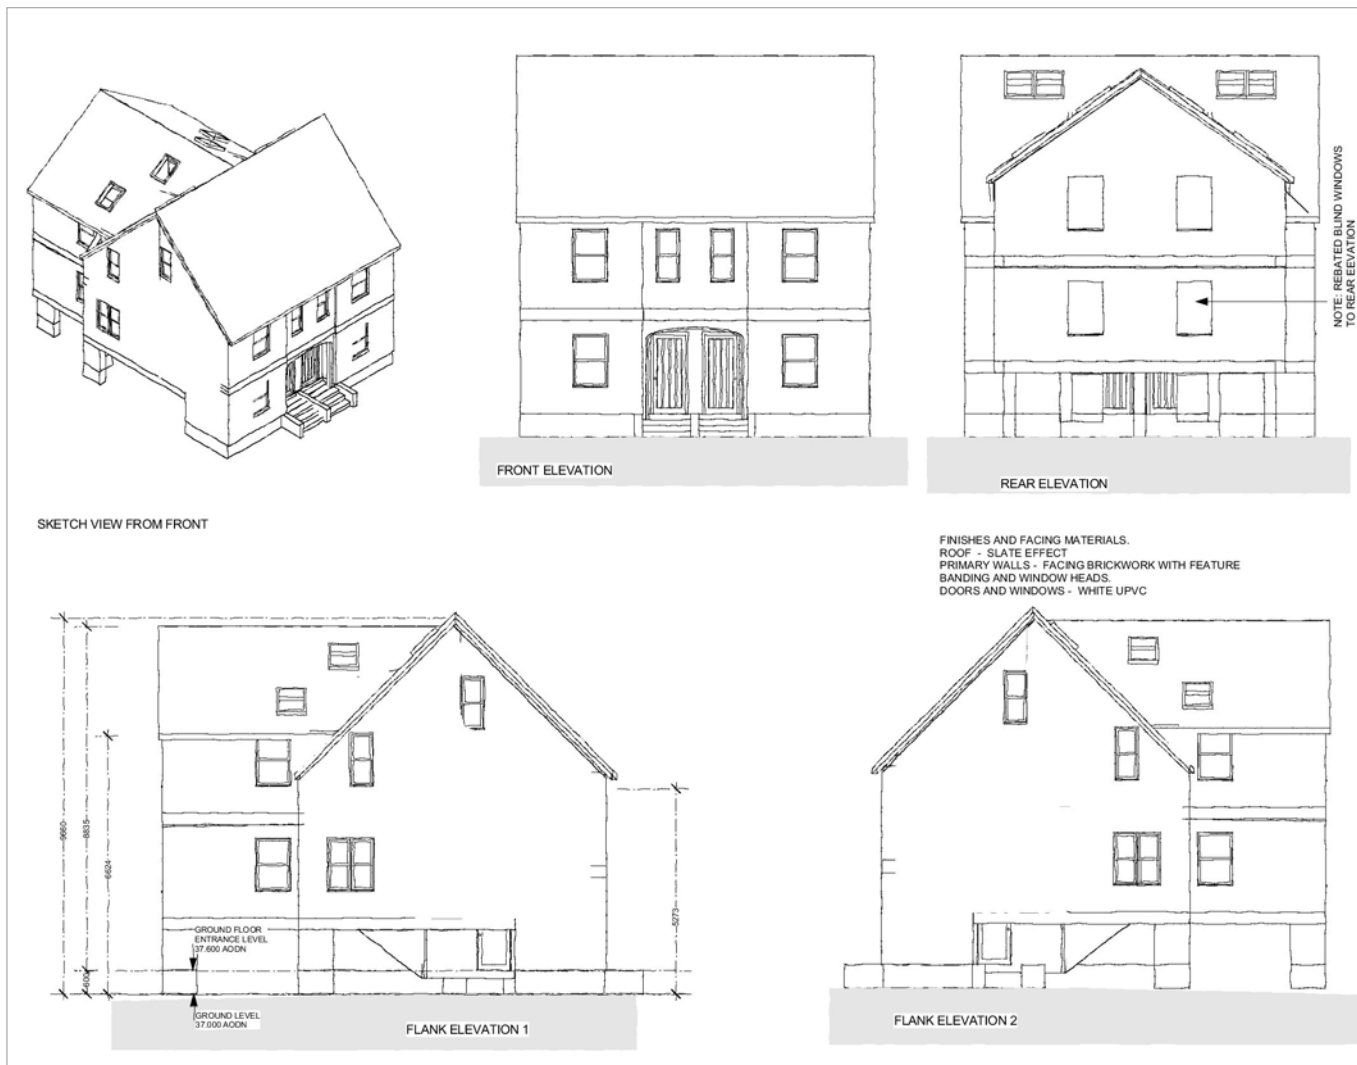 NOTE: REBATED BLIND WINDOWS
TO REAR EEVATION
FRONT ELEVATION
REAR ELEVATION
SKETCH VIEW FROM FRONT
FINISHES AND FACING MATERIALS.
ROOF - SLATE EFFECT
PRIMARY WALLS - FACING BRICKWORK WITH FEATURE
BANDING AND WINDOW HEADS.
DOORS AND WINDOWS - WHITE UPVC
9660
8835
6624
600
5273
GROUND FLOOR
ENTRANCE LEVEL
37.600 AODN
GROUND LEVEL
37.000 AODN
FLANK ELEVATION 1
FLANK ELEVATION 2